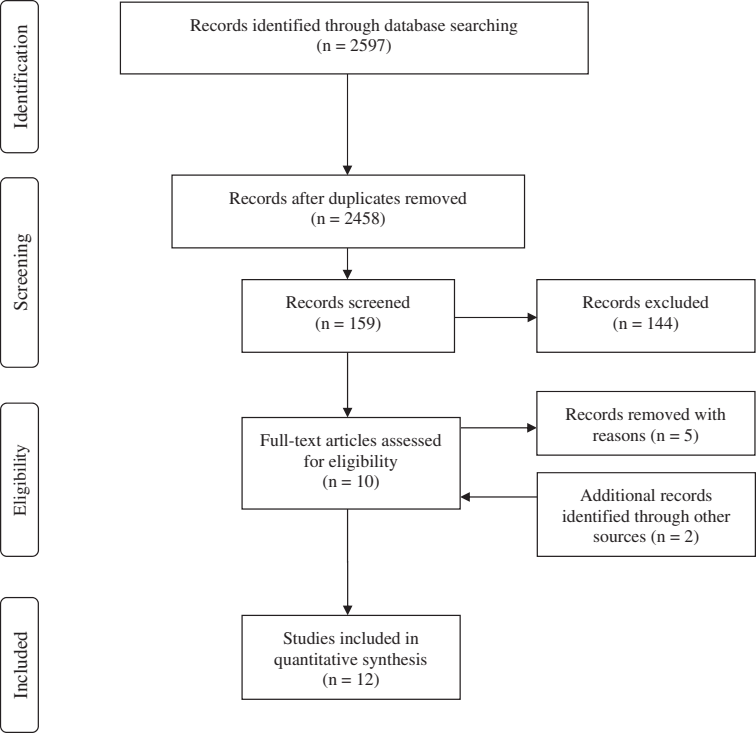 Identification
Records identified through database searching
(n = 2597)
Screening
Records after duplicates removed
(n = 2458)
Records screened
(n = 159)
Records excluded
(n = 144)
Eligibility
Full-text articles assessed
for eligibility
(n = 10)
Records removed with
reasons (n = 5)
Additional records
identified through other
sources (n = 2)
Included
Studies included in
quantitative synthesis
(n = 12)